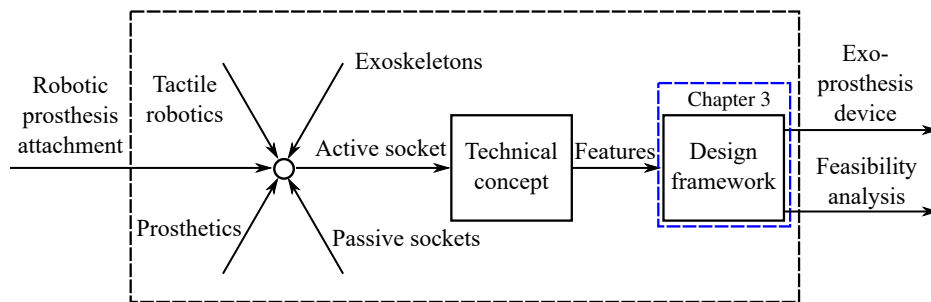 Robotic
prosthesis
attachment
Tactile
robotics
Exoskeletons
Prosthetics
Passive sockets
Active socket
Technical
concept
Features
Chapter 3
Design
framework
Exo-
prosthesis
device
Feasibility
analysis